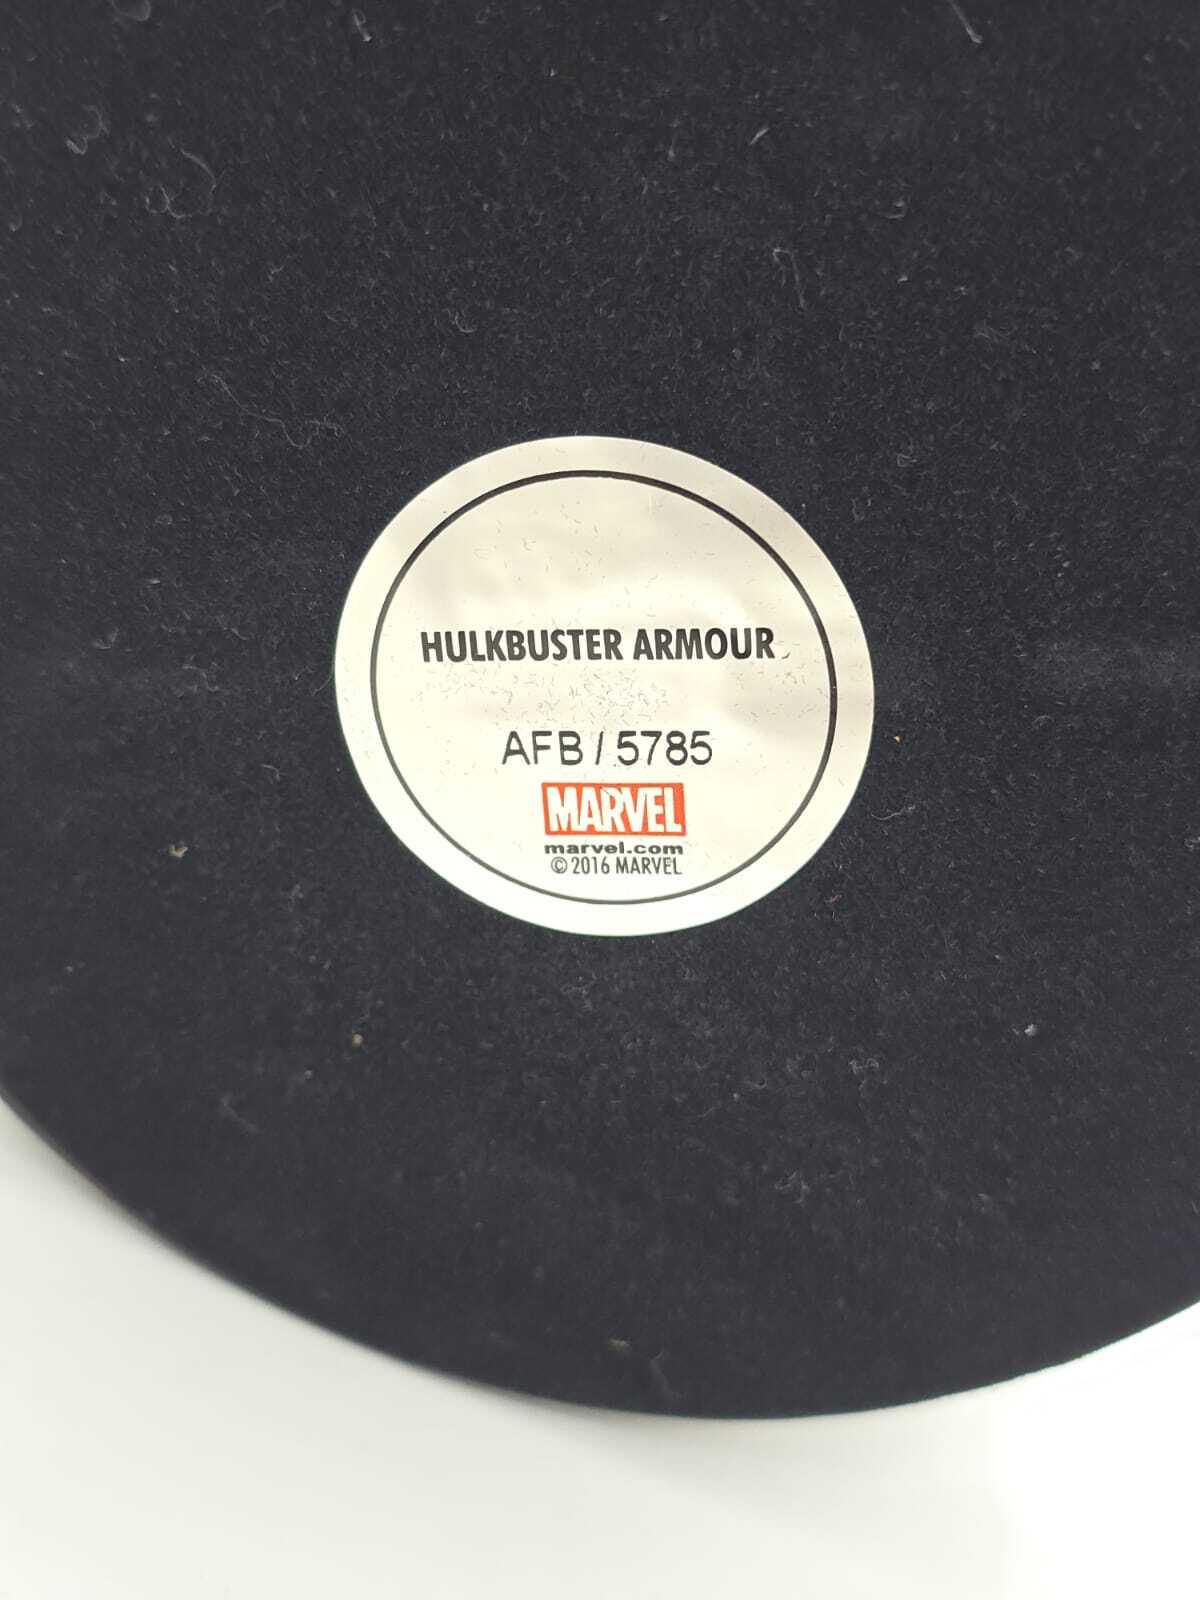 HULKBUSTER ARMOUR
AFB / 5785
MARVEL
marvel.com
© 2016 MARVEL